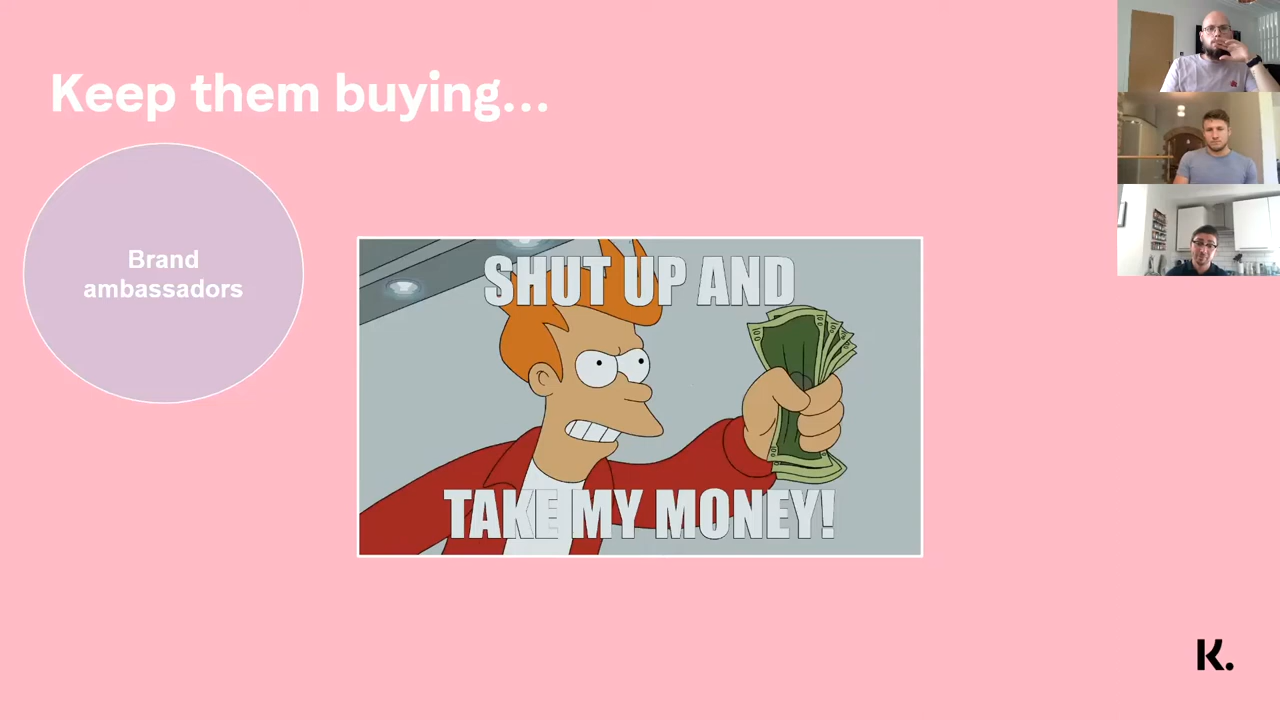 Keep them buying...
Brand
ambassadors
SHUT UP AND
TAKE MY MONEY!
K.